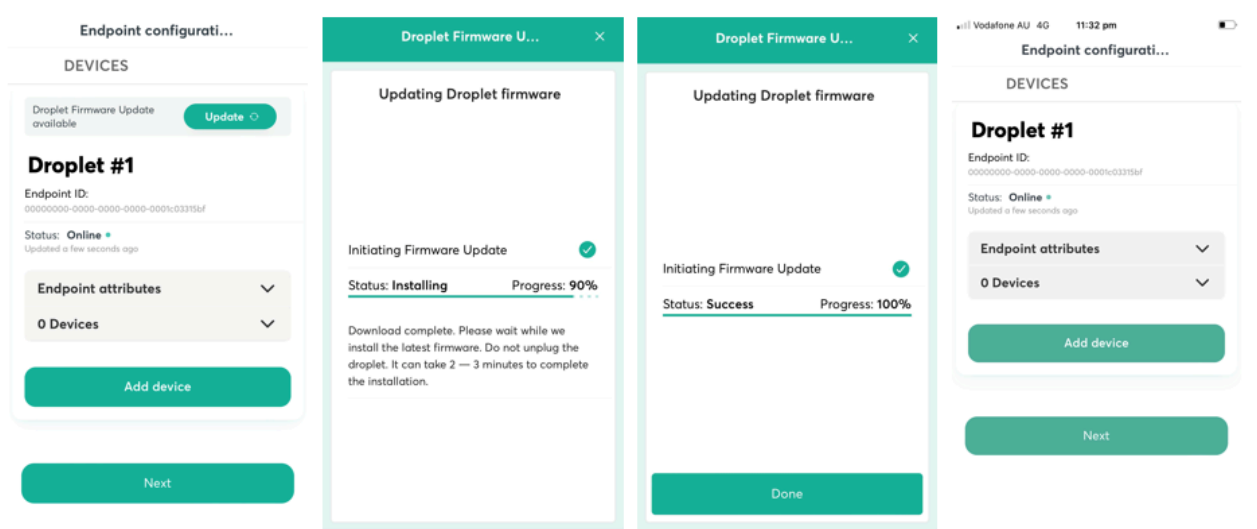 Endpoint configurati...
DEVICES
Droplet Firmware Update
available
Update
Droplet #1
Endpoint ID:
00000000-0000-0000-0000-0001c03315bf
Status: Online
Updated a few seconds ago
Endpoint attributes
0 Devices
Add device
Next
Droplet Firmware U...
Updating Droplet firmware
Initiating Firmware Update
Status: Installing Progress: 90%
Download complete. Please wait while we
install the latest firmware. Do not unplug the
droplet. It can take 2 — 3 minutes to complete
the installation.
Droplet Firmware U...
Updating Droplet firmware
Initiating Firmware Update
Status: Success Progress: 100%
Done
Vodafone AU 4G 11:32 pm
Endpoint configurati...
DEVICES
Droplet #1
Endpoint ID:
00000000-0000-0000-0000-0001c03315bf
Status: Online
Updated a few seconds ago
Endpoint attributes
0 Devices
Add device
Next